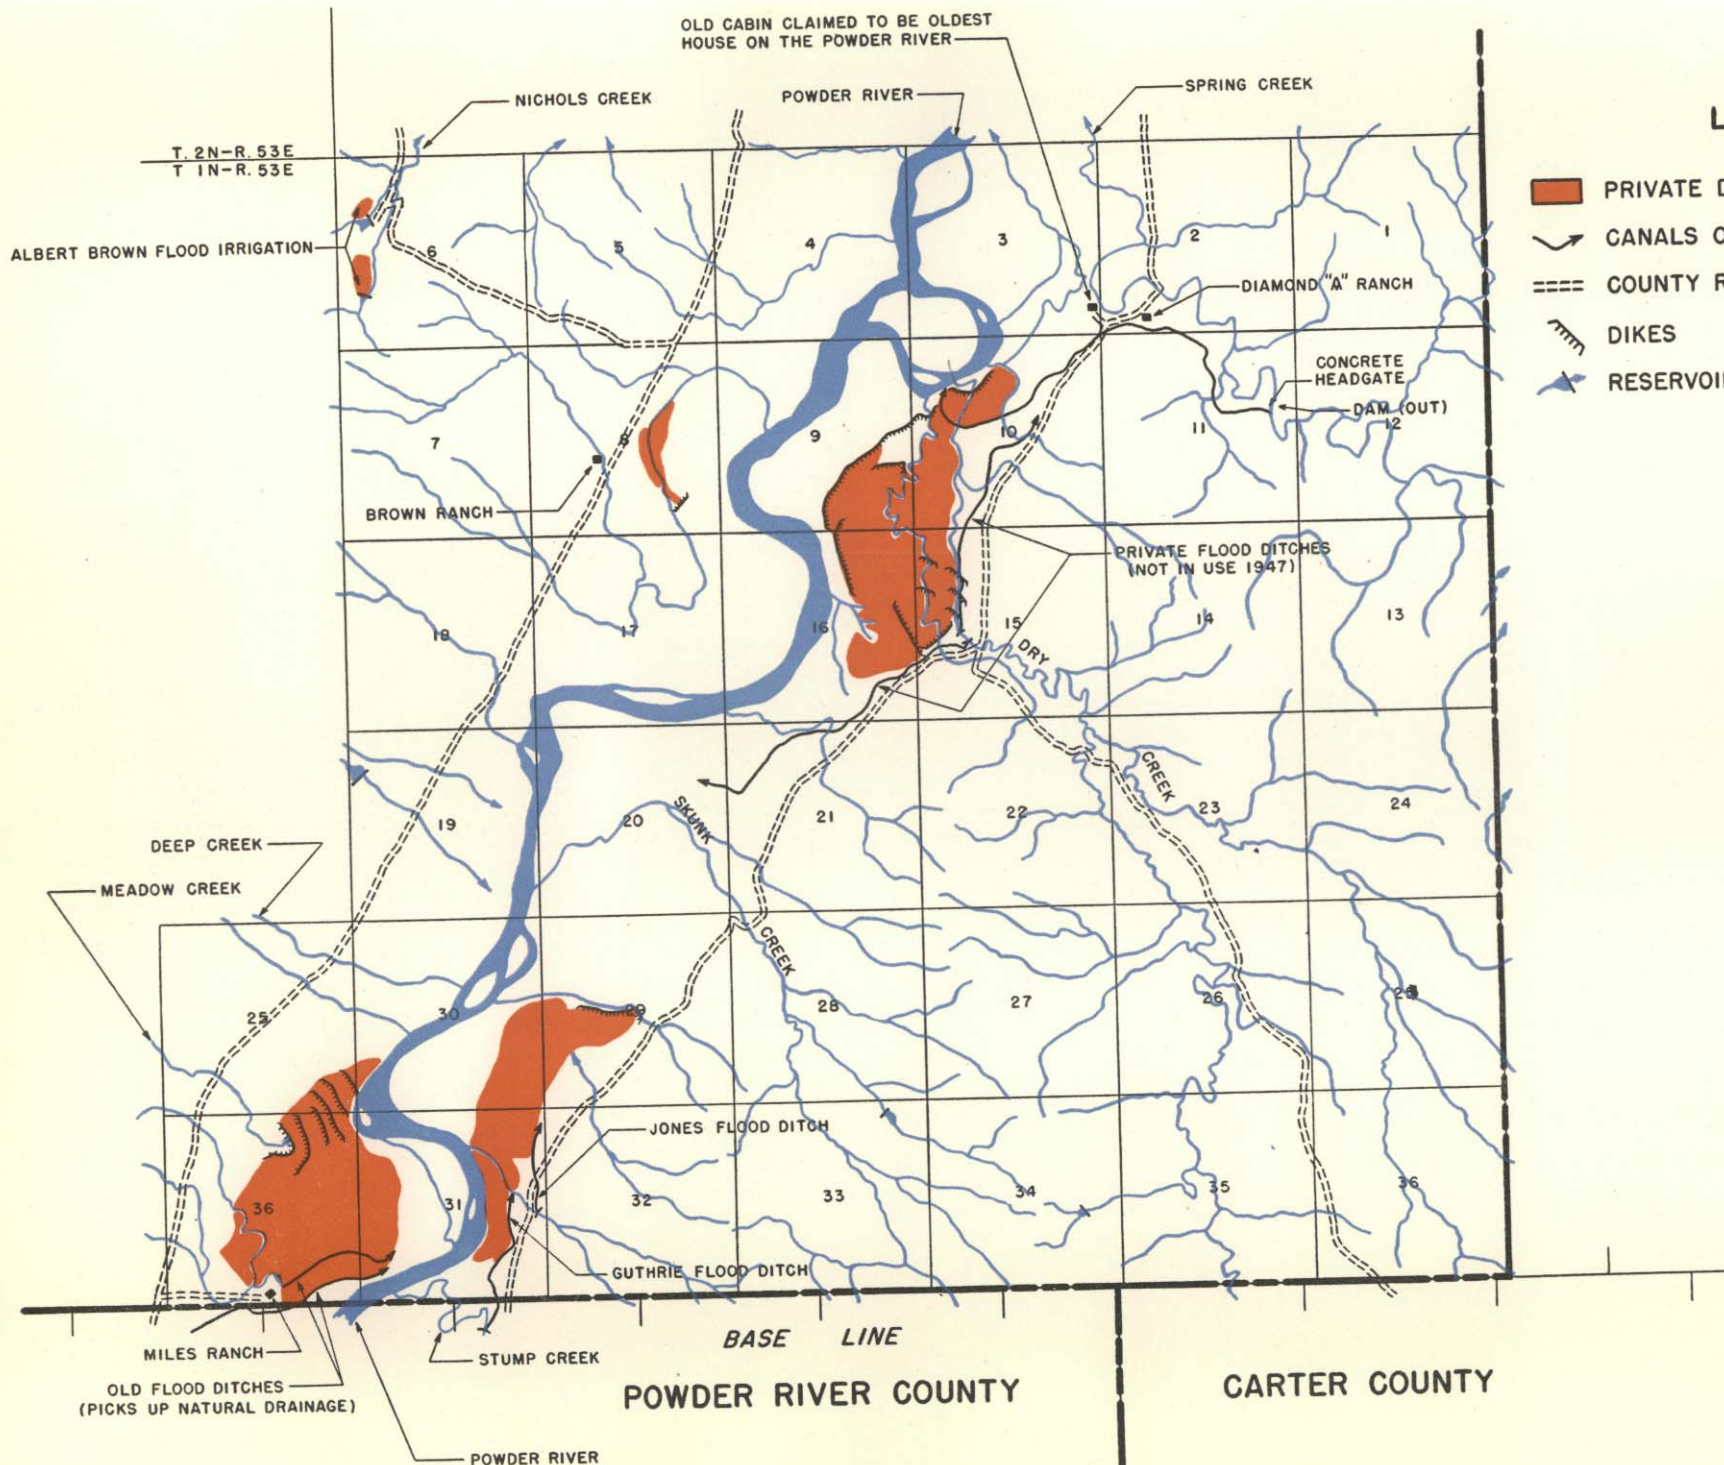 OLD CABIN CLAIMED TO BE OLDEST
HOUSE ON THE POWDER RIVER
NICHOLS CREEK
POWDER RIVER
SPRING CREEK
L
T. 2N-R. 53E
T 1N-R. 53E
PRIVATE
CANALS
COUNTY
DIKES
ALBERT BROWN FLOOD IRRIGATION
6
5
4
3
2
1
DIAMOND "A" RANCH
CONCRETE
HEADGATE
DAM (OUT)
7
8
9
10
11
12
BROWN RANCH
PRIVATE FLOOD DITCHES
(NOT IN USE 1947)
18
17
16
15
14
13
DRY
CREEK
19
20
21
22
23
24
SKUNK
CREEK
DEEP CREEK
MEADOW CREEK
25
30
29
28
27
26
25
JONES FLOOD DITCH
36
31
32
33
34
35
36
GUTHRIE FLOOD DITCH
MILES RANCH
STUMP CREEK
OLD FLOOD DITCHES
(PICKS UP NATURAL DRAINAGE)
POWDER RIVER
BASE LINE
POWDER RIVER COUNTY
CARTER COUNTY